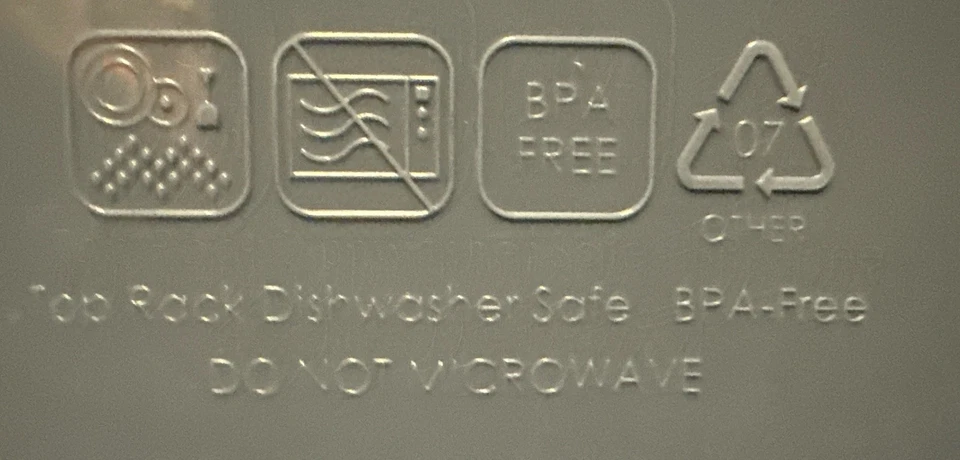 BPA
FREE
07
OTHER
Top Rack Dishwasher Safe BPA-Free
DO NOT MICROWAVE